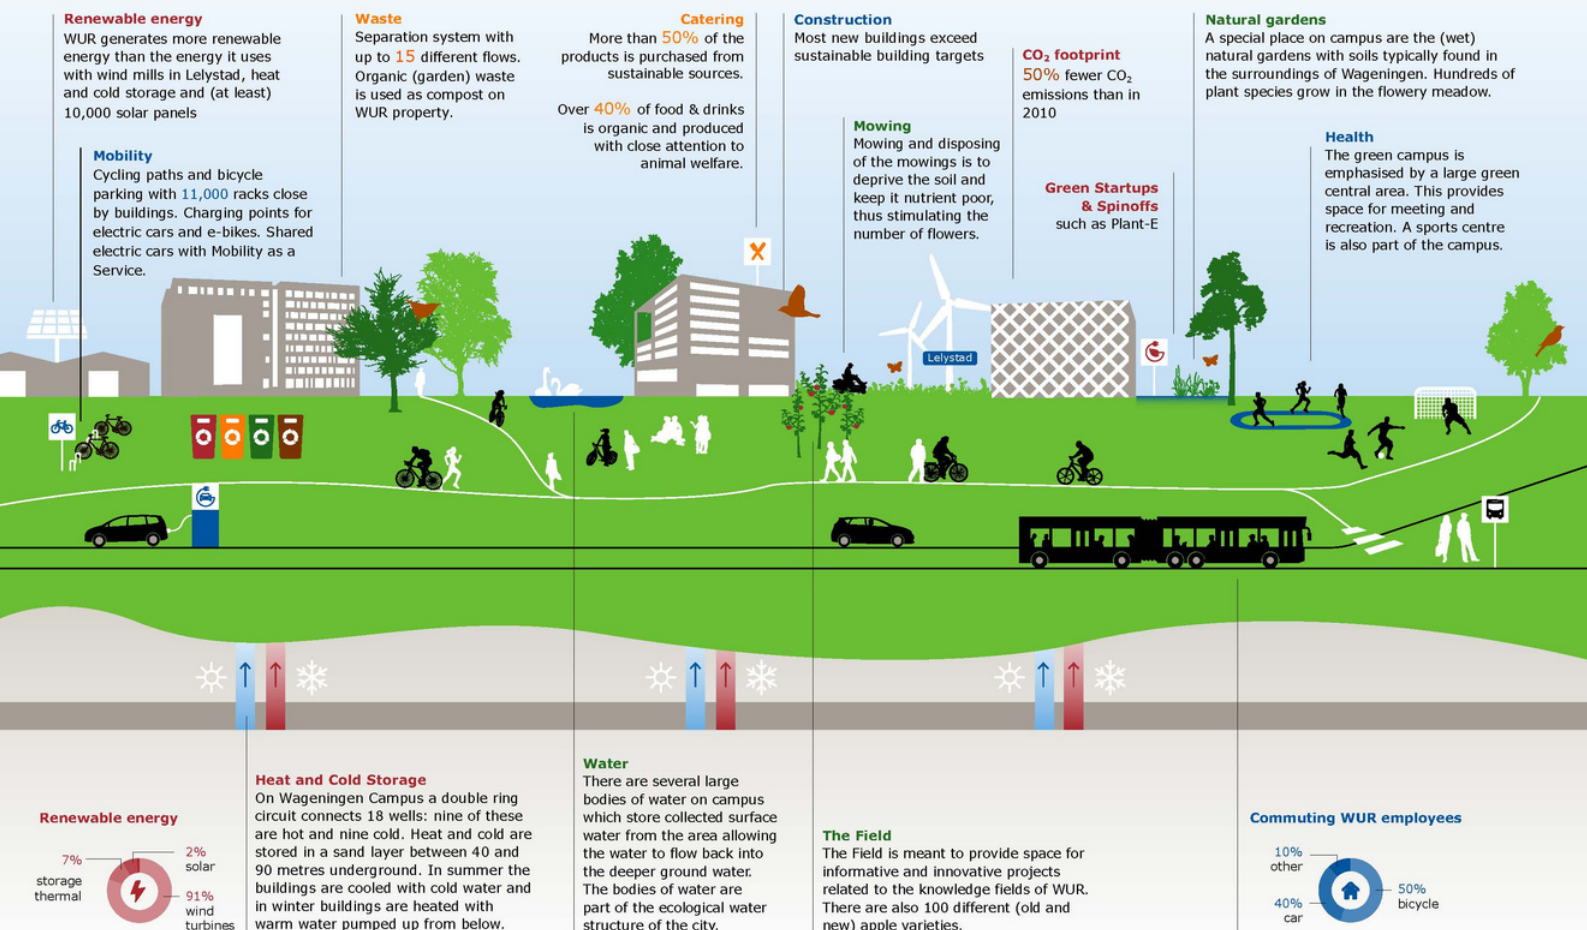 Renewable energy
WUR generates more renewable
energy than the energy it uses
with wind mills in Lelystad, heat
and cold storage and (at least)
10,000 solar panels
Mobility
Cycling paths and bicycle
parking with 11,000 racks close
by buildings. Charging points for
electric cars and e-bikes. Shared
electric cars with Mobility as a
Service.
Waste
Separation system with
up to 15 different flows.
Organic (garden) waste
is used as compost on
WUR property.
Catering
More than 50% of the
products is purchased from
sustainable sources.
Over 40% of food & drinks
is organic and produced
with close attention to
animal welfare.
Construction
Most new buildings exceed
sustainable building targets
Mowing
Mowing and disposing
of the mowings is to
deprive the soil and
keep it nutrient poor,
thus stimulating the
number of flowers.
CO₂ footprint
50% fewer CO₂
emissions than in
2010
Green Startups
& Spinoffs
such as Plant-E
Natural gardens
A special place on campus are the (wet)
natural gardens with soils typically found in
the surroundings of Wageningen. Hundreds of
plant species grow in the flowery meadow.
Health
The green campus is
emphasised by a large green
central area. This provides
space for meeting and
recreation. A sports centre
is also part of the campus.
Lelystad
Renewable energy
7%
storage
thermal
2%
solar
91%
wind
turbines
Heat and Cold Storage
On Wageningen Campus a double ring
circuit connects 18 wells: nine of these
are hot and nine cold. Heat and cold are
stored in a sand layer between 40 and
90 metres underground. In summer the
buildings are cooled with cold water and
in winter buildings are heated with
warm water pumped up from below.
Water
There are several large
bodies of water on campus
which store collected surface
water from the area allowing
the water to flow back into
the deeper ground water.
The bodies of water are
part of the ecological water
structure of the city.
The Field
The Field is meant to provide space for
informative and innovative projects
related to the knowledge fields of WUR.
There are also 100 different (old and
new) apple varieties.
Commuting WUR employees
10%
other
40%
car
50%
bicycle